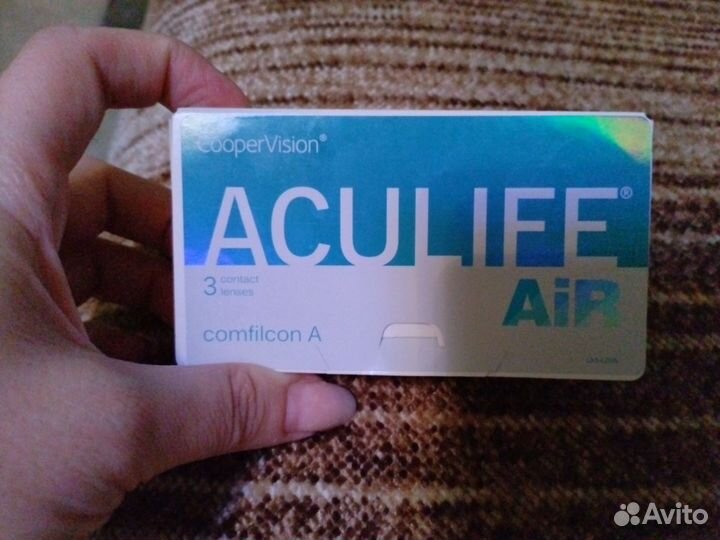 CooperVision®
ACULIFE®
3 contact
lenses
AiR
comfilcon A
Avito